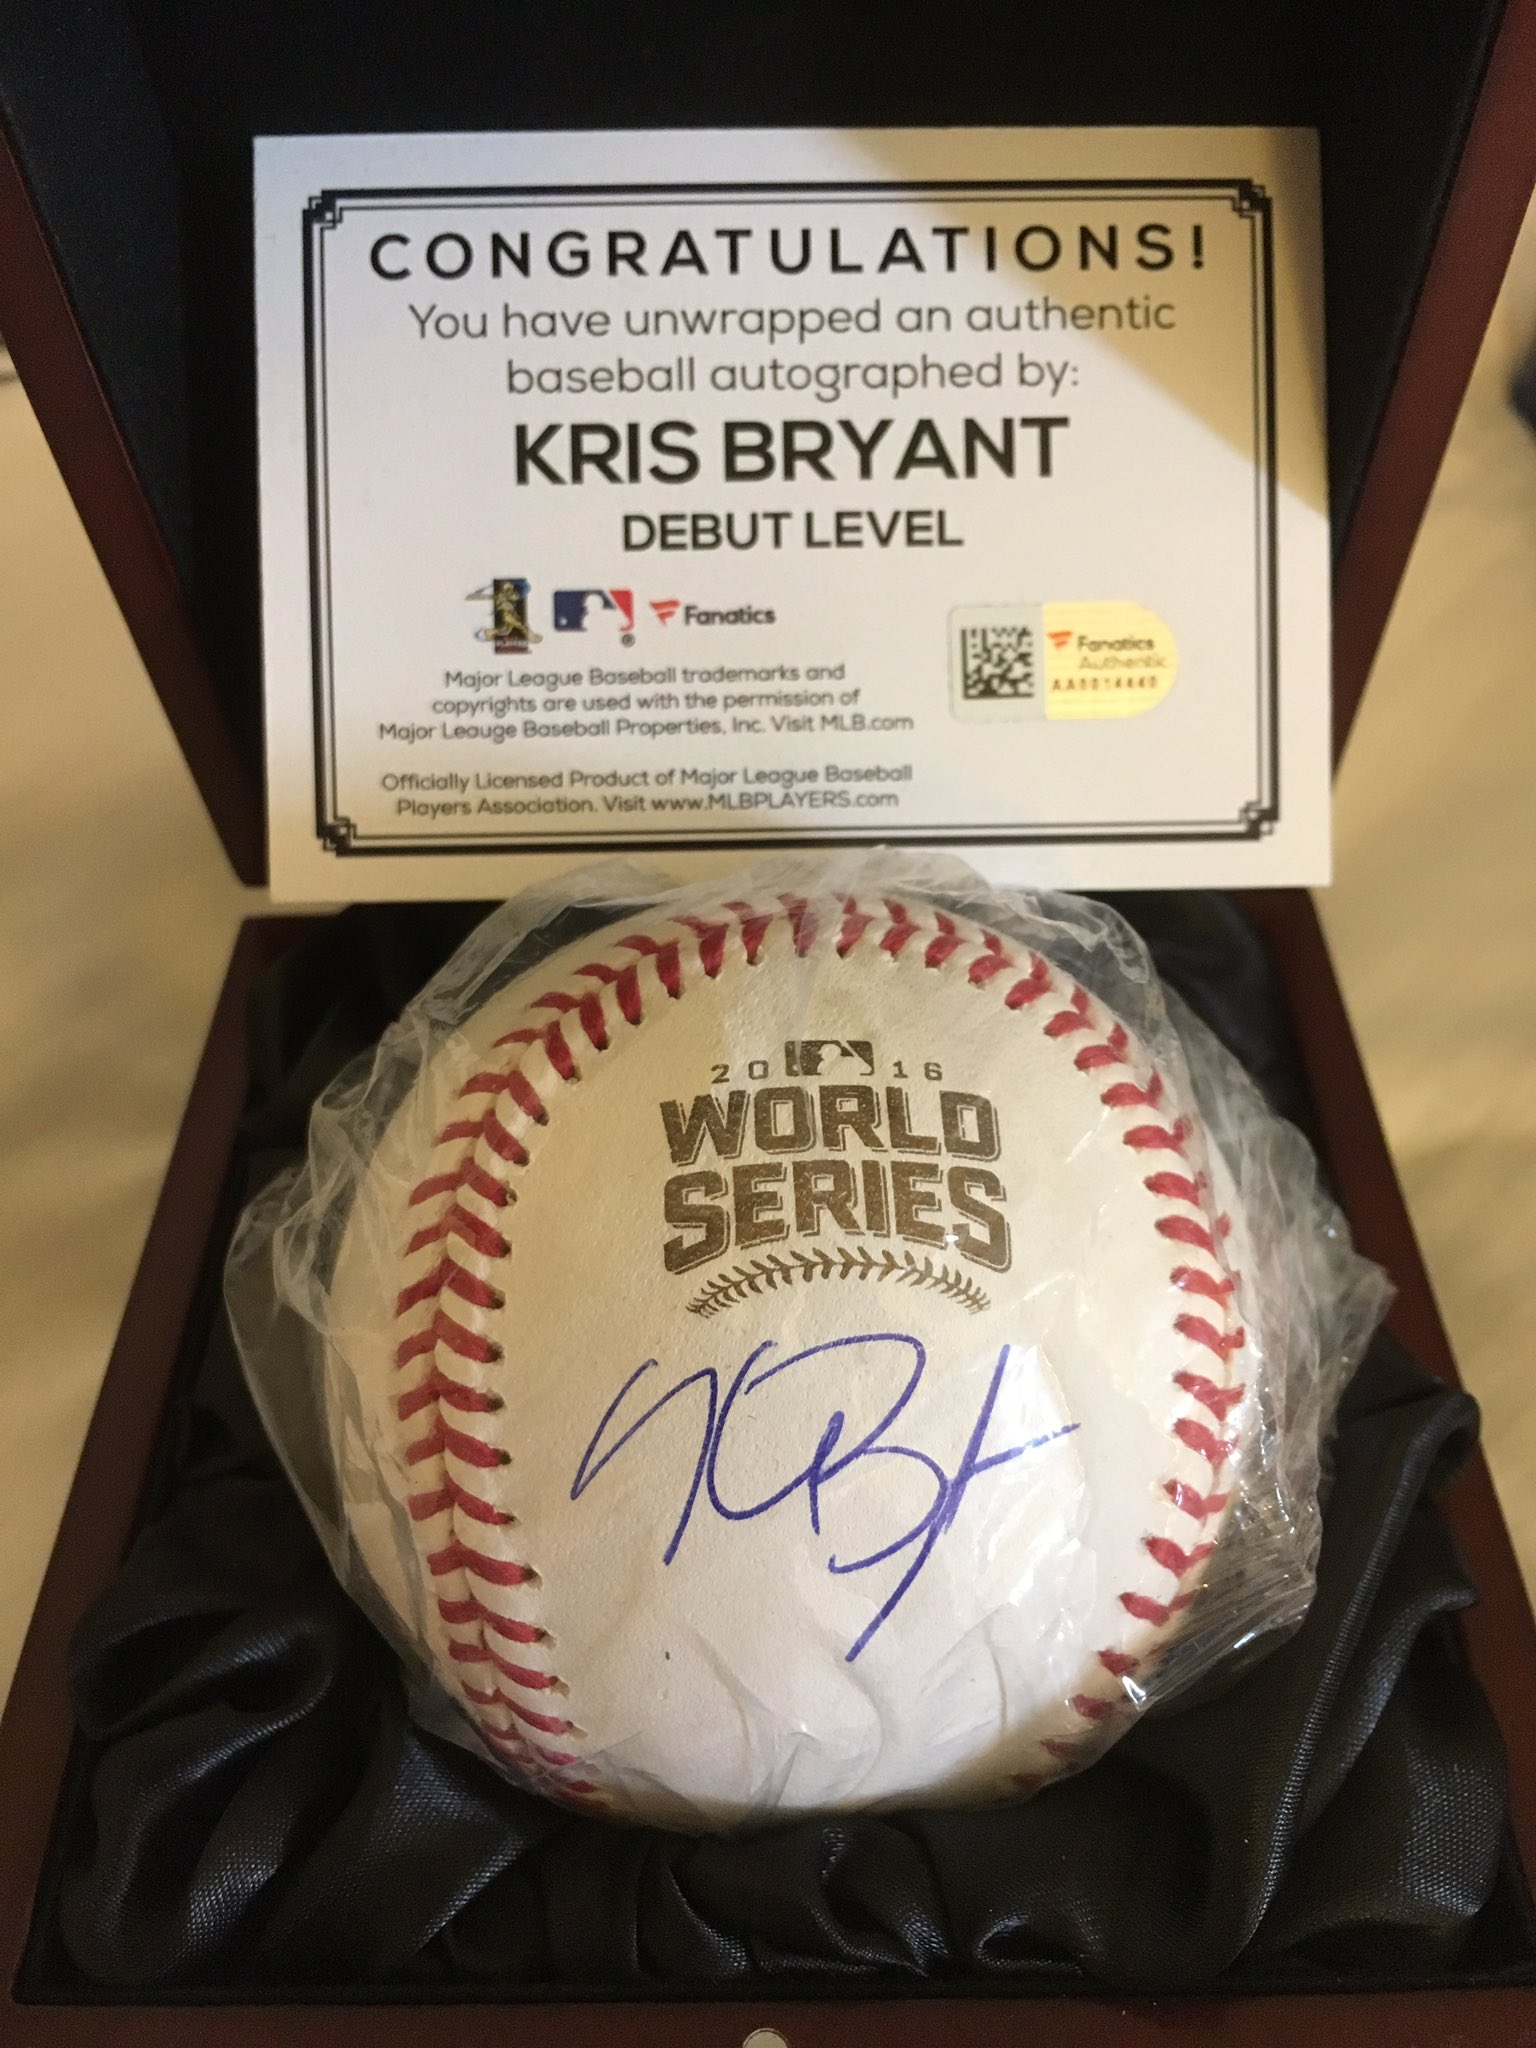 CONGRATULATIONS!
You have unwrapped an authentic
baseball autographed by:
KRIS BRYANT
DEBUT LEVEL
PLAYERS
Fanatics
Major League Baseball trademarks and
copyrights are used with the permission of
Major Leauge Baseball Properties, Inc. Visit MLB.com
Officially Licensed Product of Major League Baseball
Players Association. Visit www.MLBPLAYERS.com
Fanatics
Authentic
AA0014440
2016
WORLD
SERIES